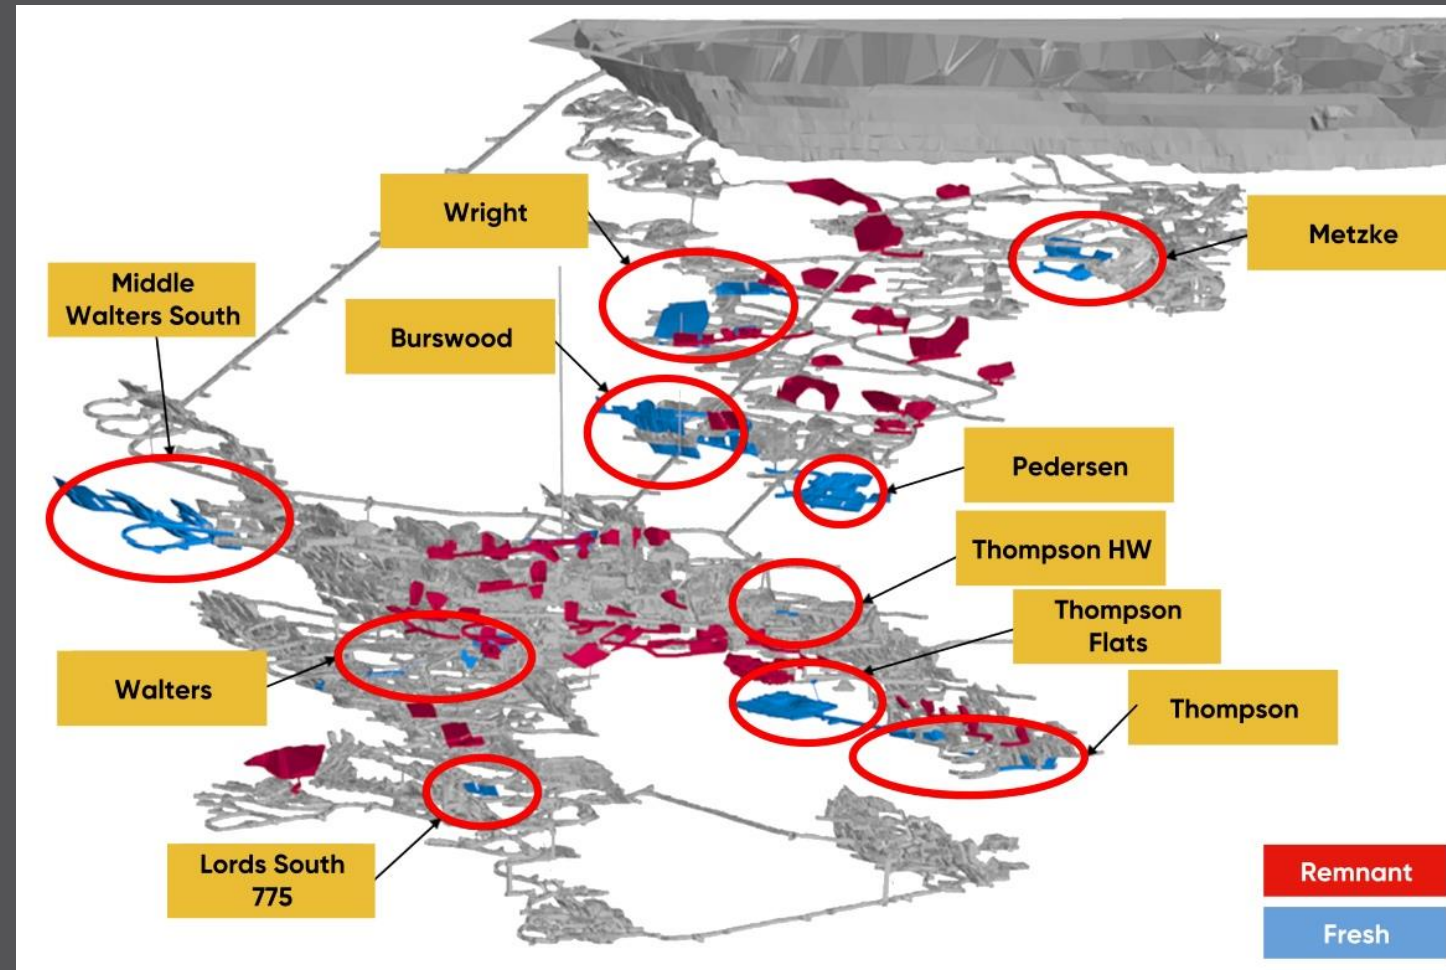 Wright
Metzke
Middle
Walters South
Burswood
Pedersen
Thompson HW
Thompson
Flats
Walters
Thompson
Lords South
775
Remnant
Fresh